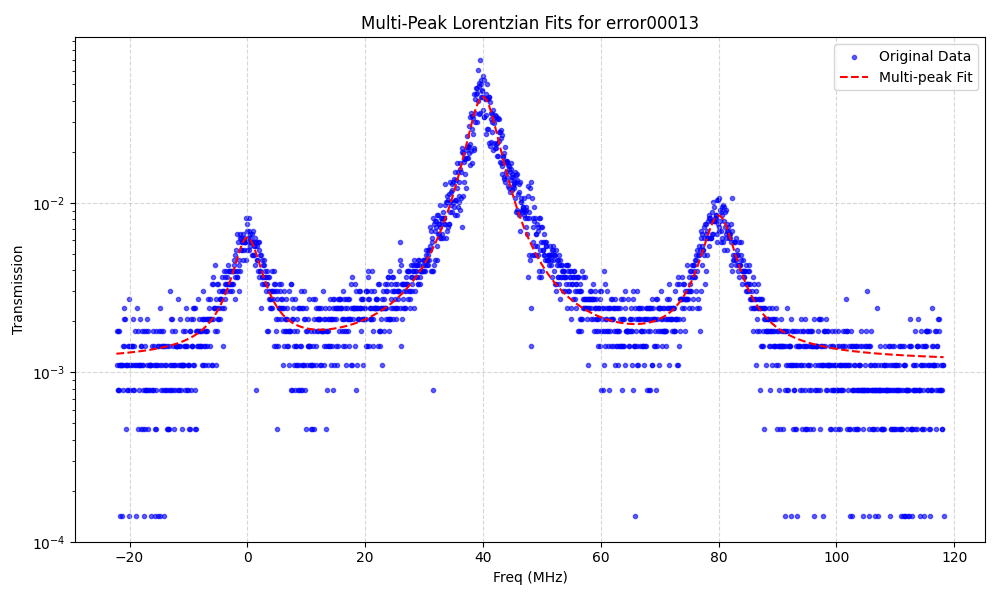 Multi-Peak Lorentzian Fits for error00013
Original Data
Multi-peak Fit
Transmission
10⁻²
10⁻³
10⁻⁴
−20 0 20 40 60 80 100 120
Freq (MHz)